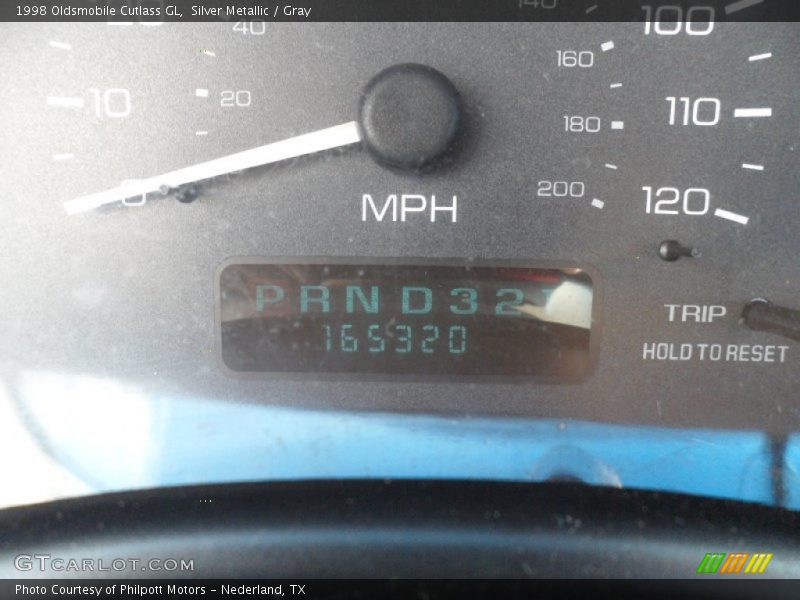 1998 Oldsmobile Cutlass GL, Silver Metallic / Gray
140
40
100
160
10
20
110
180
200
120
0
MPH
PRND32
TRIP
165320
HOLD TO RESET
GTCARLOT.COM
Photo Courtesy of Philpott Motors - Nederland, TX